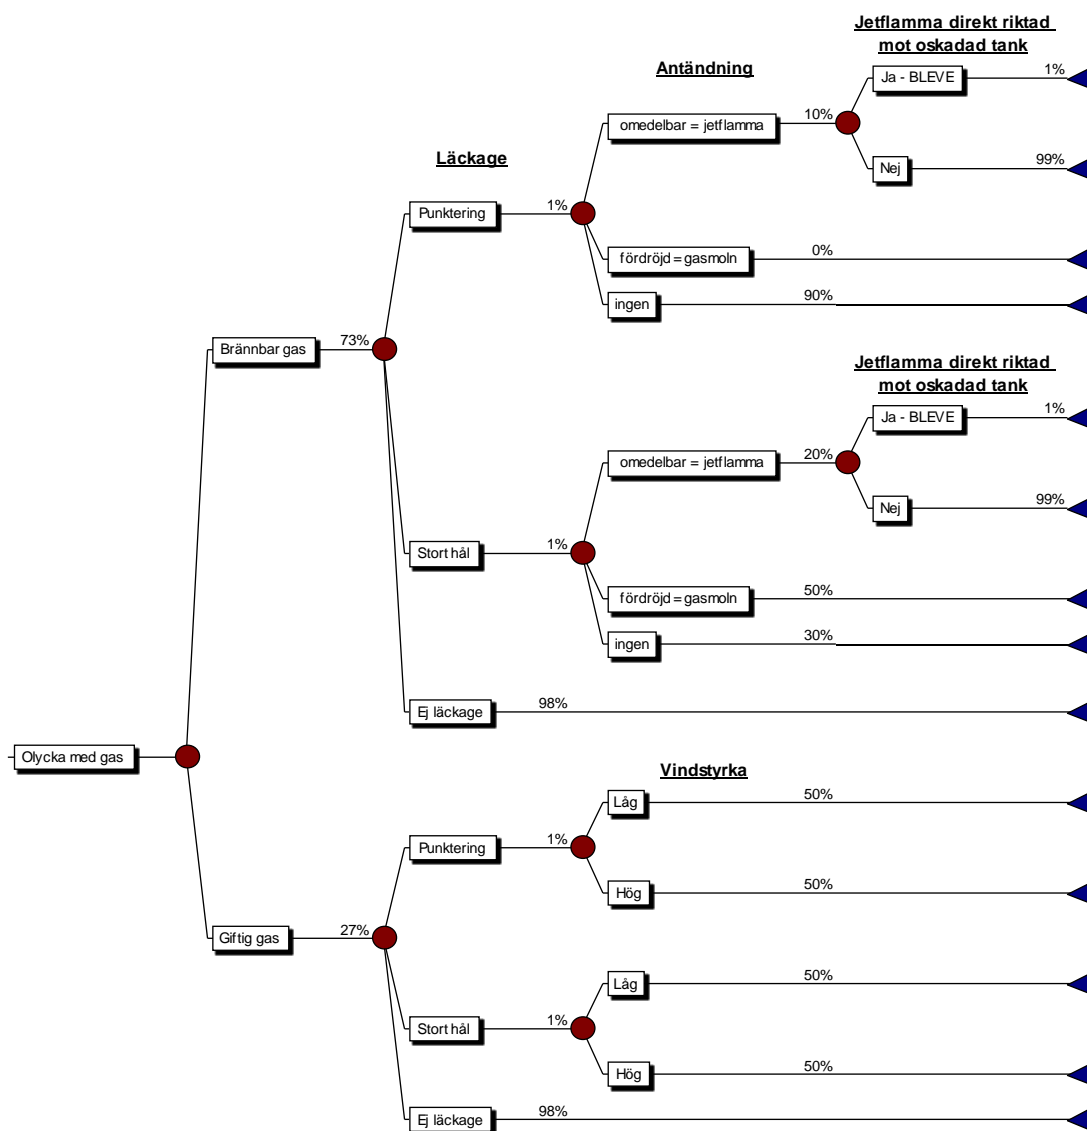 Jetflamma direkt riktad
mot oskadad tank
Antändning
Ja - BLEVE 1%
omedelbar = jetflamma 10%
Läckage
Nej 99%
Punktering 1%
fördröjd = gasmoln 0%
ingen 90%
Brännbar gas 73%
Jetflamma direkt riktad
mot oskadad tank
Ja - BLEVE 1%
omedelbar = jetflamma 20%
Nej 99%
Stort hål 1%
fördröjd = gasmoln 50%
ingen 30%
Ej läckage 98%
Olycka med gas
Vindstyrka
Låg 50%
Punktering 1%
Hög 50%
Giftig gas 27%
Låg 50%
Stort hål 1%
Hög 50%
Ej läckage 98%